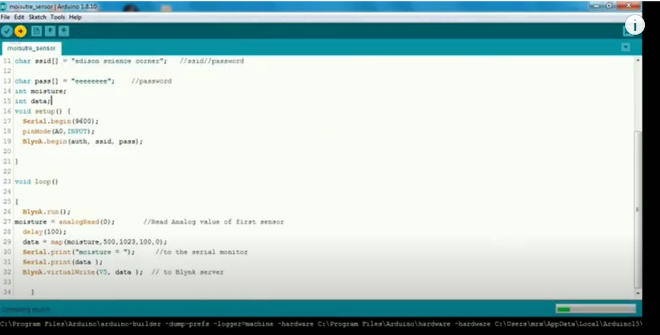 moisutre_sensor | Arduino 1.8.10
File Edit Sketch Tools Help
moisutre_sensor
11 char ssid[] = "edison science corner"; //ssid//password
12
13 char pass[] = "eeeeeeee"; //password
14 int moisture;
15 int data;
16 void setup() {
17 Serial.begin(9600);
18 pinMode(A0,INPUT);
19 Blynk.begin(auth, ssid, pass);
20
21 }
22
23 void loop()
24
25 {
26 Blynk.run();
27 moisture = analogRead(0); //Read Analog value of first sensor
28 delay(100);
29 data = map(moisture,500,1023,100,0);
30 Serial.print("moisture = "); //to the serial monitor
31 Serial.print(data );
32 Blynk.virtualWrite(V5, data ); // to Blynk server
33
34 }
Compiling sketch
C:\Program Files\Arduino\arduino-builder -dump-prefs -logger=machine -hardware C:\Program Files\Arduino\hardware -hardware C:\Users\mrx\AppData\Local\Arduino15\